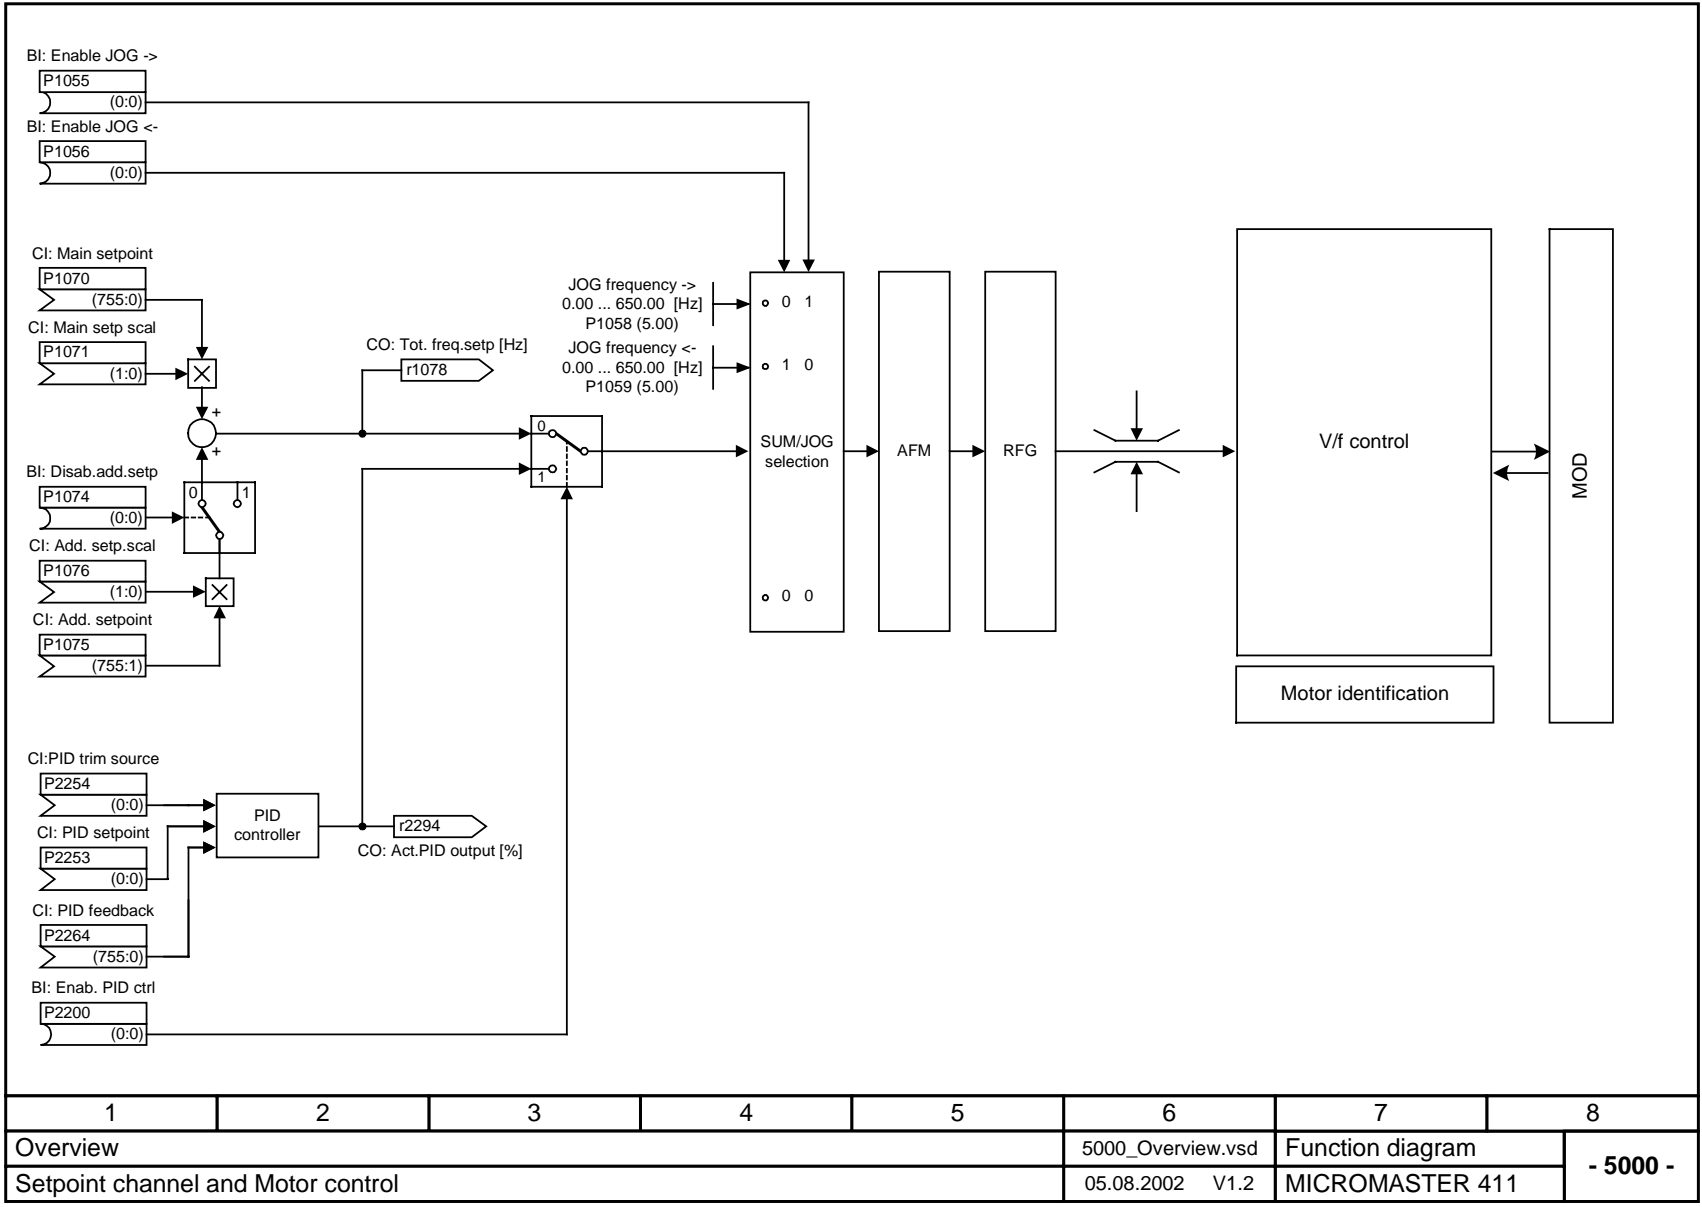 BI: Enable JOG ->
P1055
(0:0)
BI: Enable JOG <-
P1056
(0:0)
CI: Main setpoint
P1070
(755:0)
CI: Main setp scal
P1071
(1:0)
+
+
BI: Disab.add.setp
P1074
(0:0)
0 1
CI: Add. setp.scal
P1076
(1:0)
CI: Add. setpoint
P1075
(755:1)
CO: Tot. freq.setp [Hz]
r1078
0
1
JOG frequency ->
0.00 ... 650.00 [Hz]
P1058 (5.00)
JOG frequency <-
0.00 ... 650.00 [Hz]
P1059 (5.00)
0 1
1 0
SUM/JOG
selection
0 0
AFM
RFG
V/f control
Motor identification
MOD
CI:PID trim source
P2254
(0:0)
CI: PID setpoint
P2253
(0:0)
CI: PID feedback
P2264
(755:0)
BI: Enab. PID ctrl
P2200
(0:0)
PID
controller
r2294
CO: Act.PID output [%]
1 2 3 4 5 6 7 8
Overview
5000_Overview.vsd
Function diagram
- 5000 -
Setpoint channel and Motor control
05.08.2002 V1.2
MICROMASTER 411